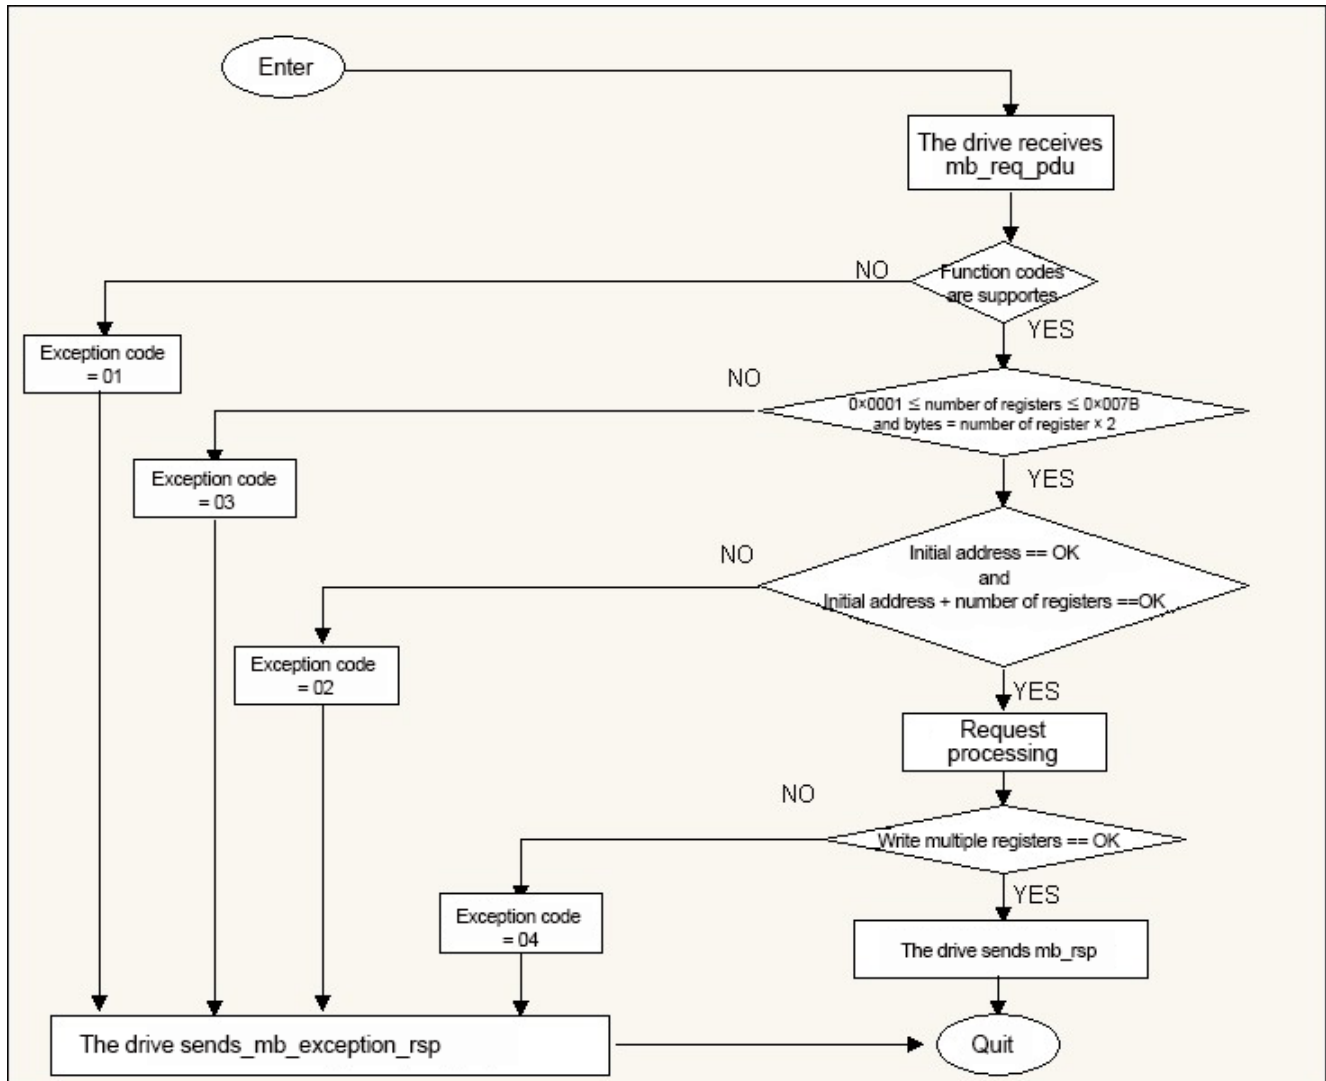 Enter
The drive receives
mb_req_pdu
NO
Function codes
are supportes
YES
Exception code
= 01
NO
0×0001 ≤ number of registers ≤ 0×007B
and bytes = number of register × 2
YES
Exception code
= 03
NO
Initial address == OK
and
Initial address + number of registers ==OK
YES
Exception code
= 02
Request
processing
NO
Write multiple registers == OK
YES
Exception code
= 04
The drive sends mb_rsp
The drive sends_mb_exception_rsp
Quit